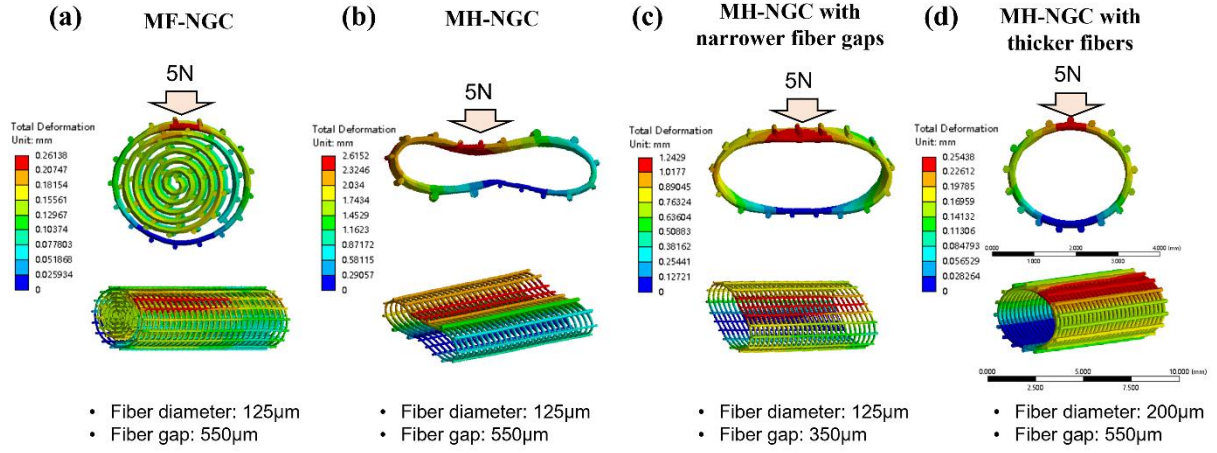 (a)
MF-NGC
5N
Total Deformation
Unit: mm
0.26138
0.20747
0.18154
0.15561
0.12967
0.10374
0.077803
0.051868
0.025934
0
• Fiber diameter: 125µm
• Fiber gap: 550µm
(b)
MH-NGC
5N
Total Deformation
Unit: mm
2.6152
2.3246
2.034
1.7434
1.4529
1.1623
0.87172
0.58115
0.29057
0
• Fiber diameter: 125µm
• Fiber gap: 550µm
(c)
MH-NGC with
narrower fiber gaps
5N
Total Deformation
Unit: mm
1.2429
1.0177
0.89045
0.76324
0.63604
0.50883
0.38162
0.25441
0.12721
0
• Fiber diameter: 125µm
• Fiber gap: 350µm
(d)
MH-NGC with
thicker fibers
5N
Total Deformation
Unit: mm
0.25438
0.22612
0.19785
0.16959
0.14132
0.11306
0.084793
0.056529
0.028264
0
0.000 2.000 4.000 (mm)
1.000 3.000
0.000 5.000 10.000 (mm)
2.500 7.500
• Fiber diameter: 200µm
• Fiber gap: 550µm